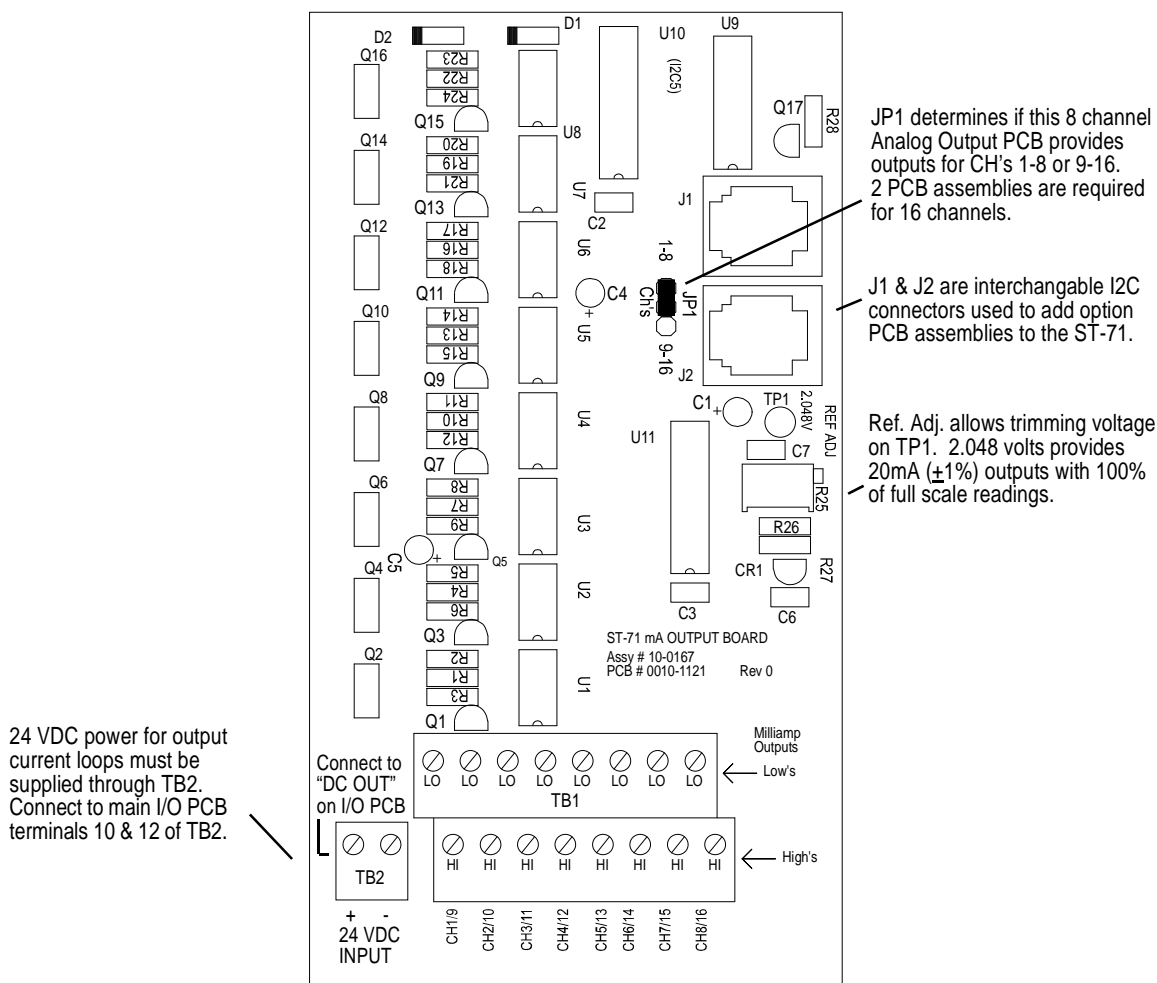 D2
D1
U10
U9
Q16
R23
R22
R24
(I2C5)
Q17
R28
Q15
U8
Q14
R20
R19
R21
U7
Q13
C2
J1
Q12
R17
R16
R18
U6
1-8
Q11
C4
+
Ch's
JP1
Q10
R14
R13
R15
U5
9-16
Q9
J2
Q8
R11
R10
R12
U4
C1
+
TP1
2.048V
REF ADJ
U11
C7
Q7
Q6
R8
R7
R9
U3
R25
R26
C5
+
Q5
R27
CR1
Q4
R5
R4
R6
U2
C3
C6
Q3
ST-71 mA OUTPUT BOARD
Assy # 10-0167
PCB # 0010-1121 Rev 0
Q2
R2
R1
R3
U1
Q1
JP1 determines if this 8 channel
Analog Output PCB provides
outputs for CH's 1-8 or 9-16.
2 PCB assemblies are required
for 16 channels.
J1 & J2 are interchangable I2C
connectors used to add option
PCB assemblies to the ST-71.
Ref. Adj. allows trimming voltage
on TP1. 2.048 volts provides
20mA (±1%) outputs with 100%
of full scale readings.
24 VDC power for output
current loops must be
supplied through TB2.
Connect to main I/O PCB
terminals 10 & 12 of TB2.
Connect to
“DC OUT”
on I/O PCB
Milliamp
Outputs
Low's
LO LO LO LO LO LO LO LO
TB1
High's
HI HI HI HI HI HI HI HI
TB2
+ -
24 VDC
INPUT
CH1/9
CH2/10
CH3/11
CH4/12
CH5/13
CH6/14
CH7/15
CH8/16